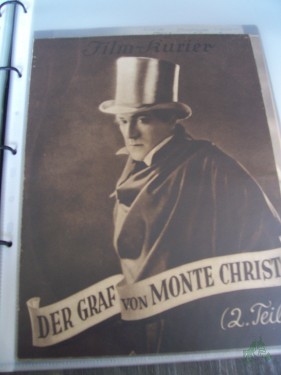 Film-Kurier
DER GRAF VON MONTE CHRIST
(2. Teil